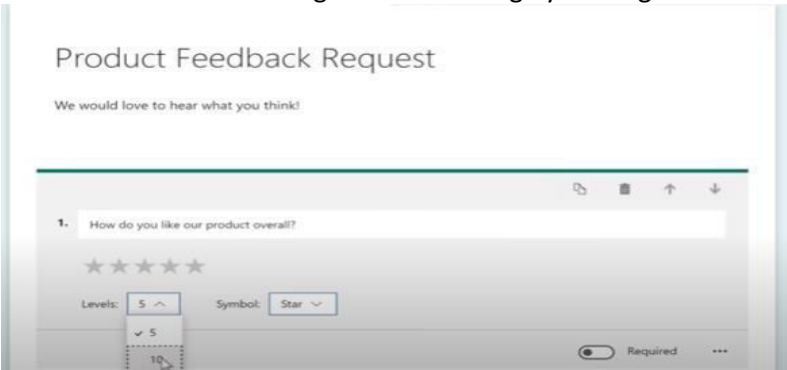 Product Feedback Request
We would love to hear what you think!
1. How do you like our product overall?
Levels: 5 Symbol: Star
✓ 5
10
Required